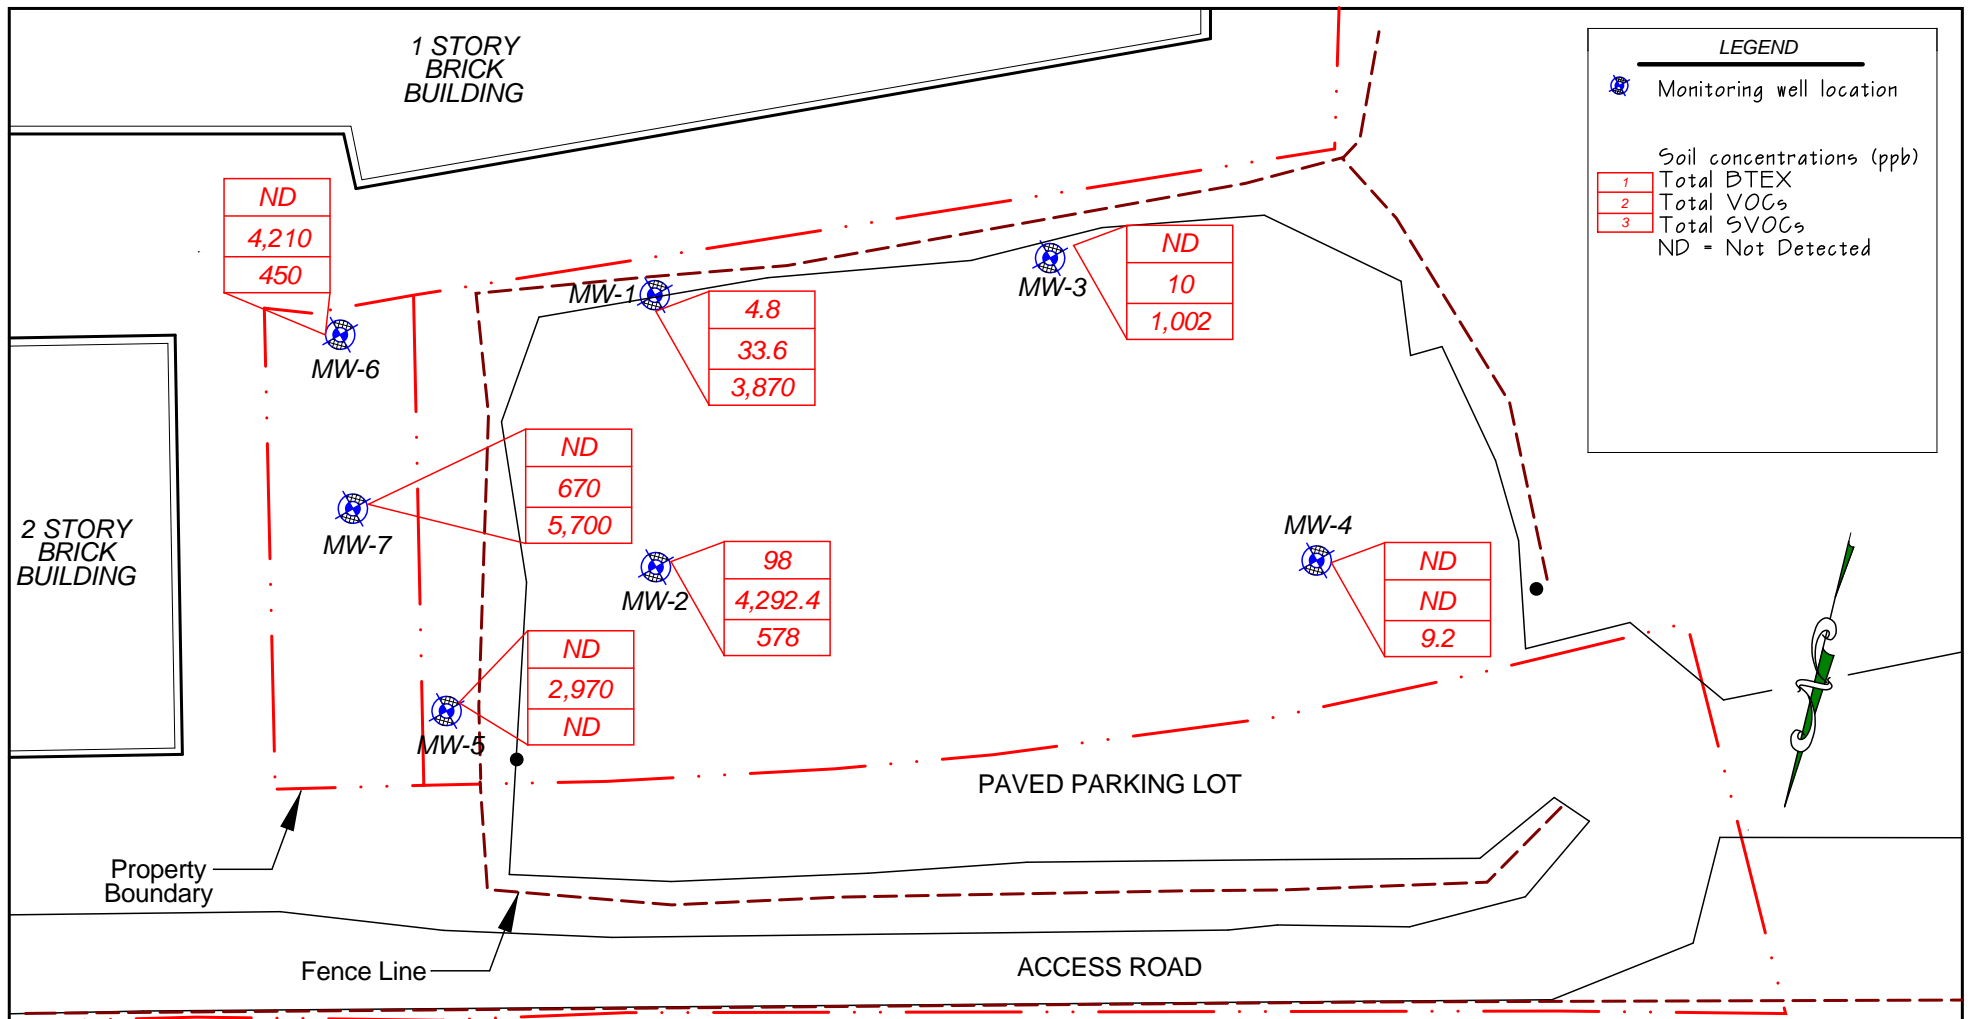 1 STORY
BRICK
BUILDING
LEGEND
Monitoring well location
Soil concentrations (ppb)
1 Total BTEX
2 Total VOCs
3 Total SVOCs
ND = Not Detected
ND
4,210
450
MW-6
MW-1
4.8
33.6
3,870
MW-3
ND
10
1,002
2 STORY
BRICK
BUILDING
MW-7
ND
670
5,700
MW-2
98
4,292.4
578
MW-4
ND
ND
9.2
MW-5
ND
2,970
ND
PAVED PARKING LOT
Property
Boundary
Fence Line
ACCESS ROAD